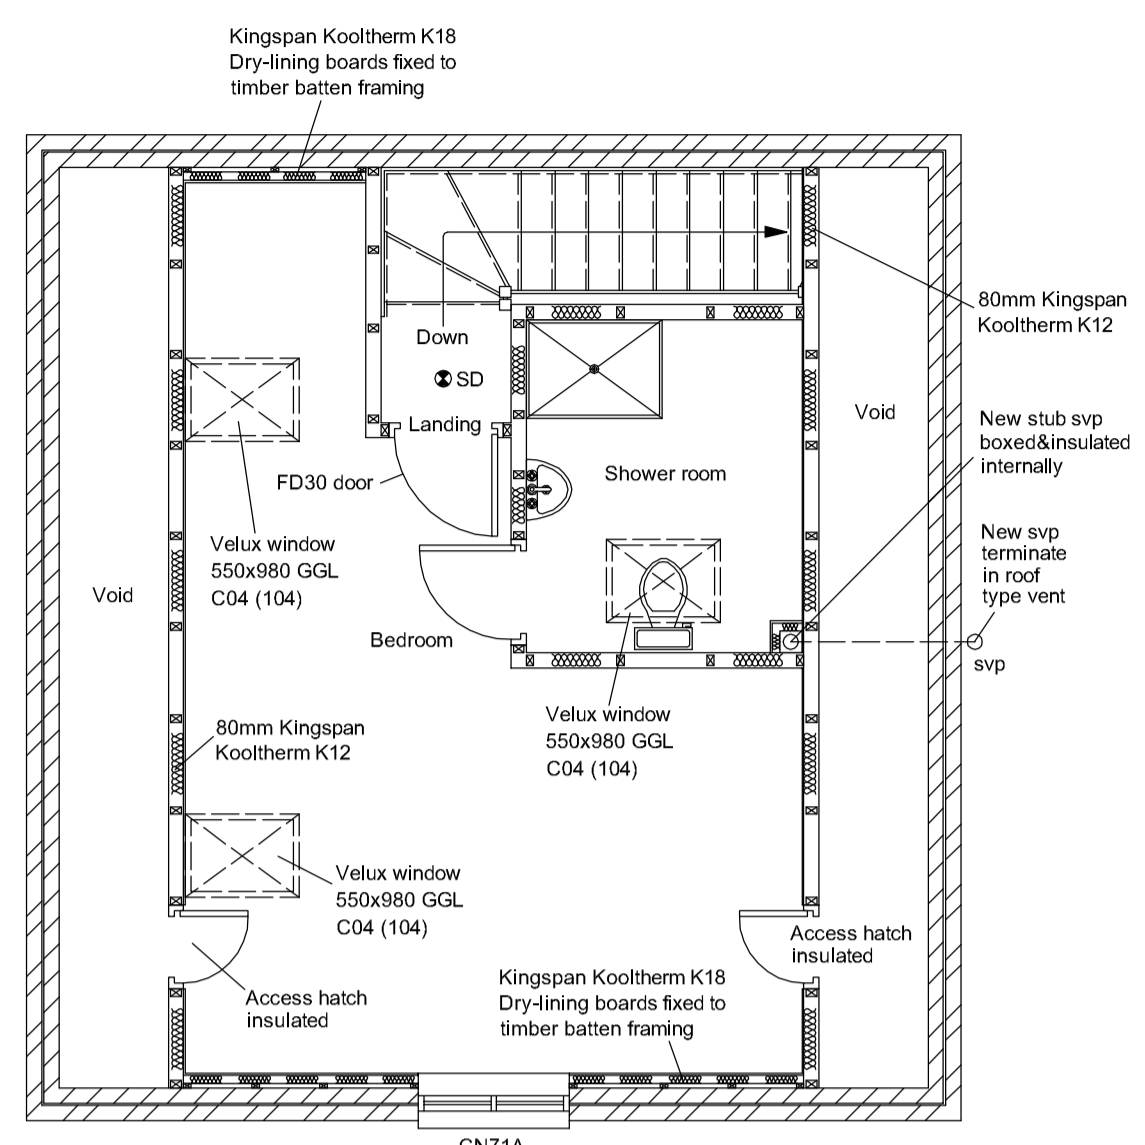 Kingspan Kooltherm K18
Dry-lining boards fixed to
timber batten framing
80mm Kingspan
Kooltherm K12
Down
SD
Landing
Void
New stub svp
boxed&insulated
internally
FD30 door
Shower room
Velux window
550x980 GGL
C04 (104)
New svp
terminate
in roof
type vent
Void
Bedroom
svp
80mm Kingspan
Kooltherm K12
Velux window
550x980 GGL
C04 (104)
Velux window
550x980 GGL
C04 (104)
Access hatch
insulated
Kingspan Kooltherm K18
Dry-lining boards fixed to
timber batten framing
Access hatch
insulated